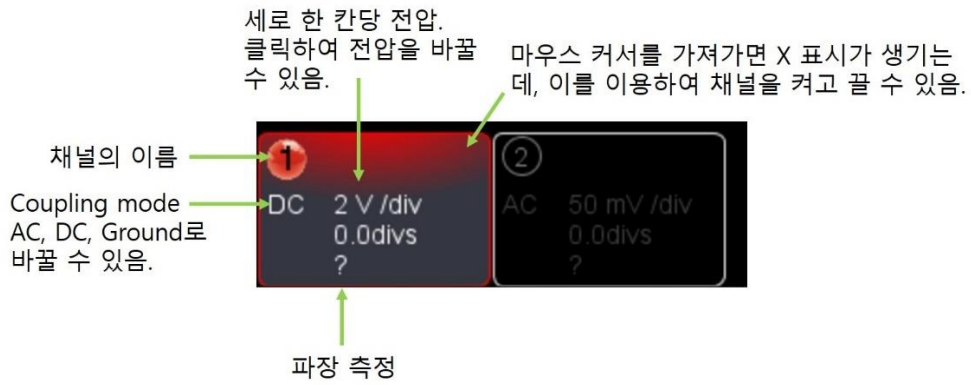 세로 한 칸당 전압.
클릭하여 전압을 바꿀
수 있음.
마우스 커서를 가져가면 X 표시가 생기는
데, 이를 이용하여 채널을 켜고 끌 수 있음.
채널의 이름
Coupling mode
AC, DC, Ground로
바꿀 수 있음.
1
DC 2 V /div
0.0divs
?
2
AC 50 mV /div
0.0divs
?
파장 측정